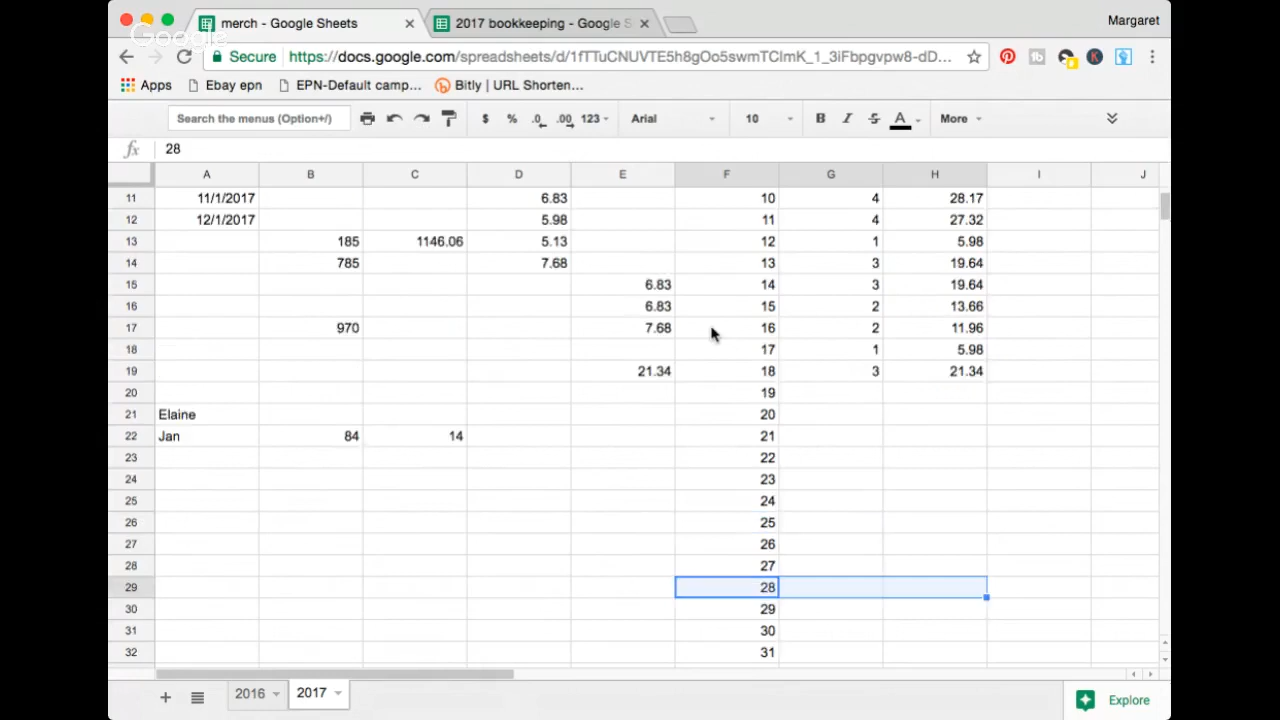 merch - Google Sheets
2017 bookkeeping - Google S
Margaret
Google
Secure https://docs.google.com/spreadsheets/d/1fTTuCNUVTE5h8gOo5swmTClmK_1_3iFbpgvpw8-dD...
Apps Ebay epn EPN-Default camp... Bitly | URL Shorten...
Search the menus (Option+/) $ % .0 .00 123 Arial 10 B I S A More
fx 28
A B C D E F G H I J
11 11/1/2017 6.83 10 4 28.17
12 12/1/2017 5.98 11 4 27.32
13 185 1146.06 5.13 12 1 5.98
14 785 7.68 13 3 19.64
15 6.83 14 3 19.64
16 6.83 15 2 13.66
17 970 7.68 16 2 11.96
18 17 1 5.98
19 21.34 18 3 21.34
20 19
21 Elaine 20
22 Jan 84 14 21
23 22
24 23
25 24
26 25
27 26
28 27
29 28
30 29
31 30
32 31
+ 2016 2017 Explore